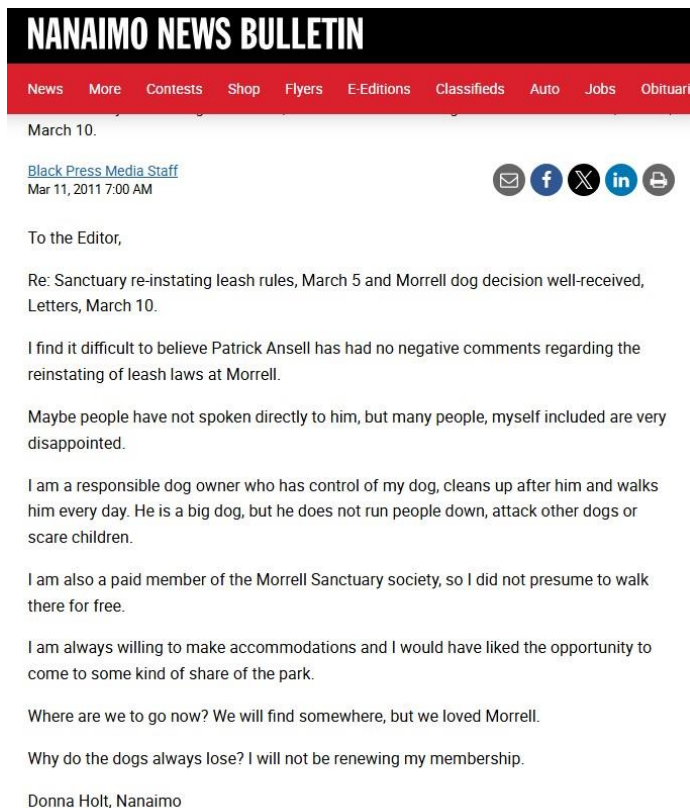 NANAIMO NEWS BULLETIN
News More Contests Shop Flyers E-Editions Classifieds Auto Jobs
March 10.
Black Press Media Staff
Mar 11, 2011 7:00 AM
To the Editor,
Re: Sanctuary re-instating leash rules, March 5 and Morrell dog decision well-received,
Letters, March 10.
I find it difficult to believe Patrick Ansell has had no negative comments regarding the
reinstating of leash laws at Morrell.
Maybe people have not spoken directly to him, but many people, myself included are very
disappointed.
I am a responsible dog owner who has control of my dog, cleans up after him and walks
him every day. He is a big dog, but he does not run people down, attack other dogs or
scare children.
I am also a paid member of the Morrell Sanctuary society, so I did not presume to walk
there for free.
I am always willing to make accommodations and I would have liked the opportunity to
come to some kind of share of the park.
Where are we to go now? We will find somewhere, but we loved Morrell.
Why do the dogs always lose? I will not be renewing my membership.
Donna Holt, Nanaimo